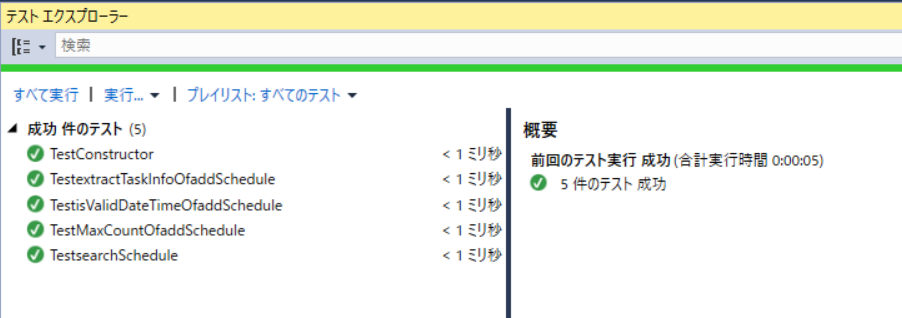 テスト エクスプローラー
検索
すべて実行 | 実行... | プレイリスト: すべてのテスト
成功 件のテスト (5)
TestConstructor < 1 ミリ秒
TestextractTaskInfoOfaddSchedule < 1 ミリ秒
TestisValidDateTimeOfaddSchedule < 1 ミリ秒
TestMaxCountOfaddSchedule < 1 ミリ秒
TestsearchSchedule < 1 ミリ秒
概要
前回のテスト実行 成功 (合計実行時間 0:00:05)
5 件のテスト 成功